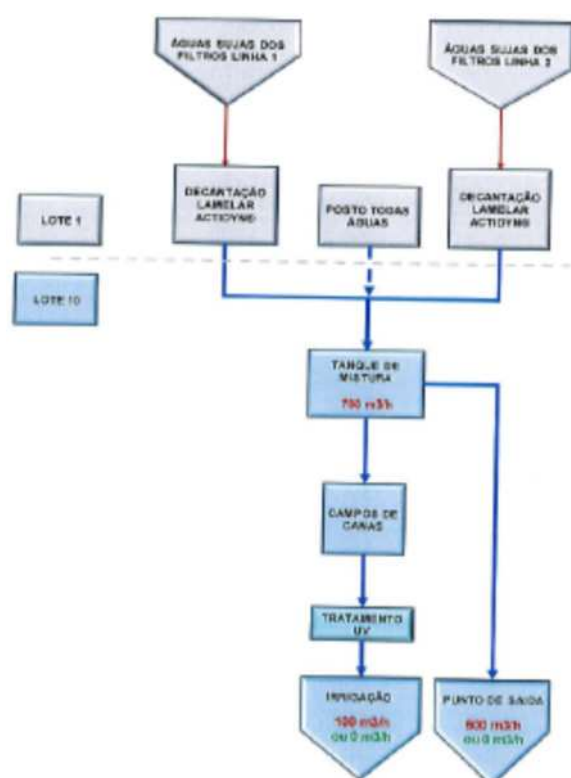 ÁGUAS SUJAS DOS
FILTROS LINHA 1
ÁGUAS SUJAS DOS
FILTROS LINHA 2
LOTE 1
DECANTAÇÃO
LAMELAR
ACTIDYN®
POSTO TODAS
ÁGUAS
DECANTAÇÃO
LAMELAR
ACTIDYN®
LOTE 10
TANQUE DE
MISTURA
700 m3/h
CAMPOS DE
CANAS
TRATAMENTO
UV
IRRIGAÇÃO
100 m3/h
ou 0 m3/h
PUNTO DE SAIDA
600 m3/h
ou 0 m3/h